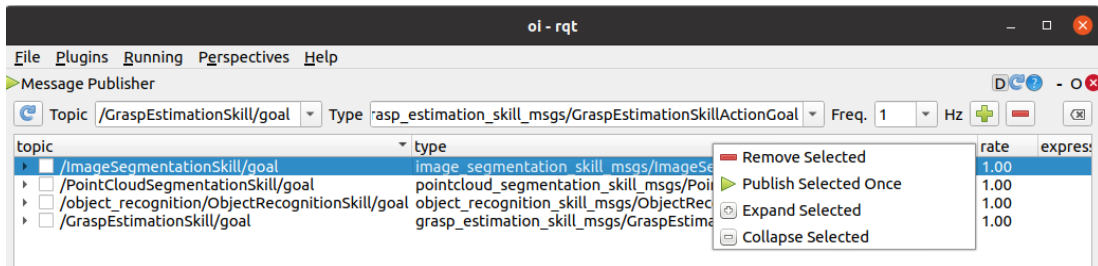 oi - rqt
File Plugins Running Perspectives Help
Message Publisher D - O
Topic /GraspEstimationSkill/goal Type rasp_estimation_skill_msgs/GraspEstimationSkillActionGoal Freq. 1 Hz
topic type rate express
/ImageSegmentationSkill/goal image_segmentation_skill_msgs/ImageSe 1.00
/PointCloudSegmentationSkill/goal pointcloud_segmentation_skill_msgs/Poi 1.00
/object_recognition/ObjectRecognitionSkill/goal object_recognition_skill_msgs/ObjectRec 1.00
/GraspEstimationSkill/goal grasp_estimation_skill_msgs/GraspEstima 1.00
Remove Selected
Publish Selected Once
Expand Selected
Collapse Selected